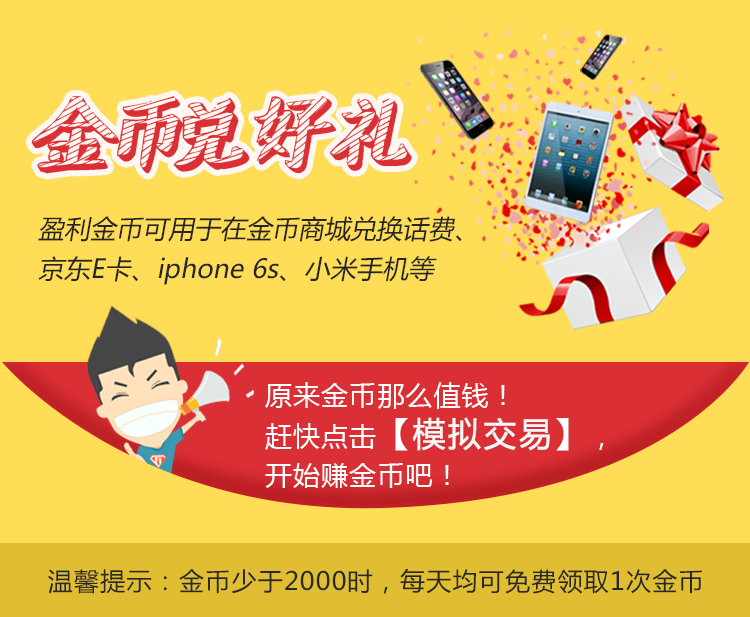 金币兑好礼
盈利金币可用于在金币商城兑换话费、
京东E卡、iphone 6s、小米手机等
原来金币那么值钱！
赶快点击【模拟交易】，
开始赚金币吧！
温馨提示：金币少于2000时，每天均可免费领取1次金币